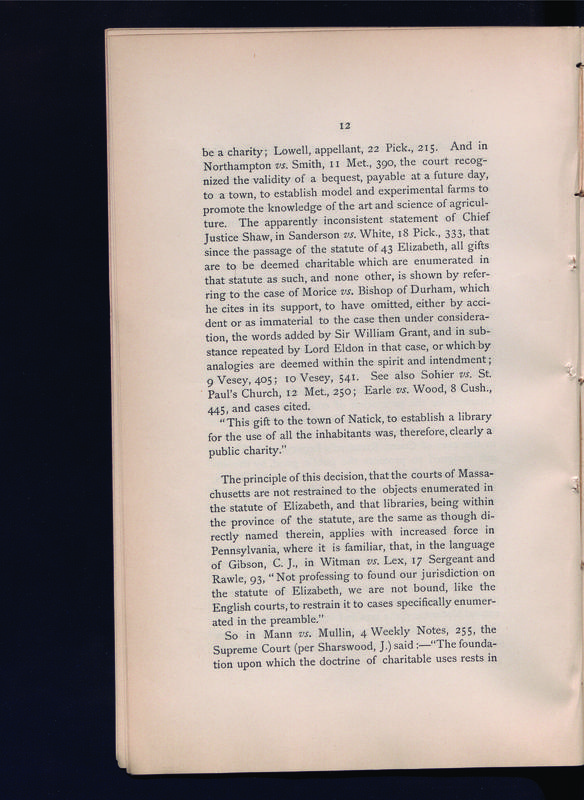 12
be a charity; Lowell, appellant, 22 Pick., 215. And in
Northampton vs. Smith, 11 Met., 390, the court recog-
nized the validity of a bequest, payable at a future day,
to a town, to establish model and experimental farms to
promote the knowledge of the art and science of agricul-
ture. The apparently inconsistent statement of Chief
Justice Shaw, in Sanderson vs. White, 18 Pick., 333, that
since the passage of the statute of 43 Elizabeth, all gifts
are to be deemed charitable which are enumerated in
that statute as such, and none other, is shown by refer-
ring to the case of Morice vs. Bishop of Durham, which
he cites in its support, to have omitted, either by acci-
dent or as immaterial to the case then under considera-
tion, the words added by Sir William Grant, and in sub-
stance repeated by Lord Eldon in that case, or which by
analogies are deemed within the spirit and intendment;
9 Vesey, 405; 10 Vesey, 541. See also Sohier vs. St.
Paul's Church, 12 Met., 250; Earle vs. Wood, 8 Cush.,
445, and cases cited.
"This gift to the town of Natick, to establish a library
for the use of all the inhabitants was, therefore, clearly a
public charity."
The principle of this decision, that the courts of Massa-
chusetts are not restrained to the objects enumerated in
the statute of Elizabeth, and that libraries, being within
the province of the statute, are the same as though di-
rectly named therein, applies with increased force in
Pennsylvania, where it is familiar, that, in the language
of Gibson, C. J., in Witman vs. Lex, 17 Sergeant and
Rawle, 93, "Not professing to found our jurisdiction on
the statute of Elizabeth, we are not bound, like the
English courts, to restrain it to cases specifically enumer-
ated in the preamble."
So in Mann vs. Mullin, 4 Weekly Notes, 255, the
Supreme Court (per Sharswood, J.) said :—"The founda-
tion upon which the doctrine of charitable uses rests in